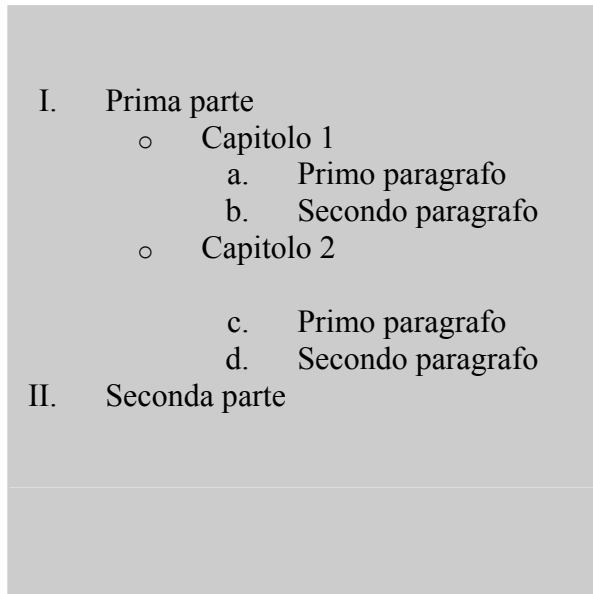 I. Prima parte
o Capitolo 1
a. Primo paragrafo
b. Secondo paragrafo
o Capitolo 2
c. Primo paragrafo
d. Secondo paragrafo
II. Seconda parte